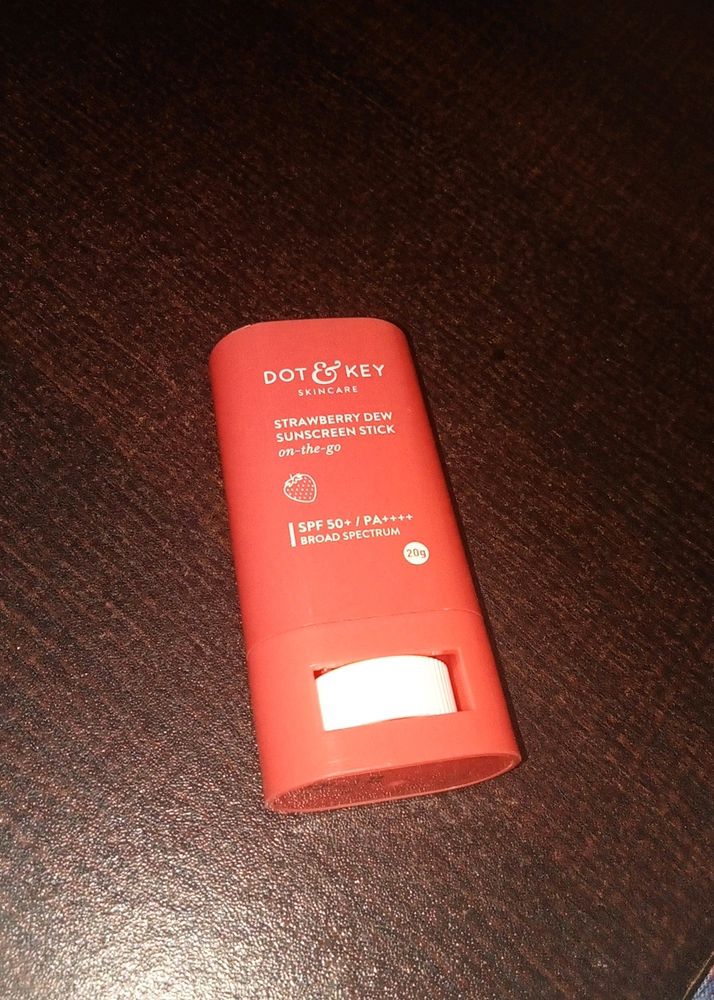 DOT & KEY
SKINCARE
STRAWBERRY DEW
SUNSCREEN STICK
on-the-go
SPF 50+ / PA++++
BROAD SPECTRUM
20g